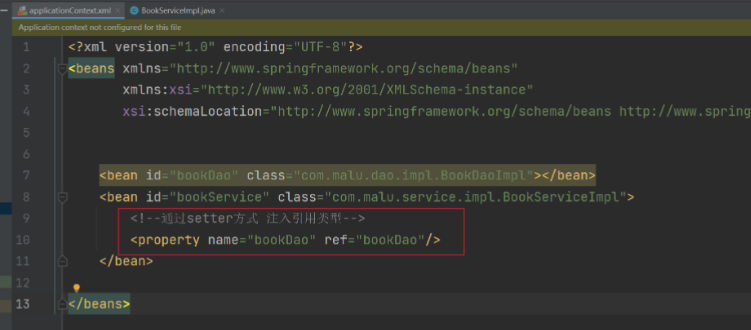 applicationContext.xml × BookServiceImpl.java ×
Application context not configured for this file
1 <?xml version="1.0" encoding="UTF-8"?>
2 <beans xmlns="http://www.springframework.org/schema/beans"
3 xmlns:xsi="http://www.w3.org/2001/XMLSchema-instance"
4 xsi:schemaLocation="http://www.springframework.org/schema/beans http://www.spring
5
6
7 <bean id="bookDao" class="com.malu.dao.impl.BookDaoImpl"></bean>
8 <bean id="bookService" class="com.malu.service.impl.BookServiceImpl">
9 <!--通过setter方式 注入引用类型-->
10 <property name="bookDao" ref="bookDao"/>
11 </bean>
12
13 </beans>